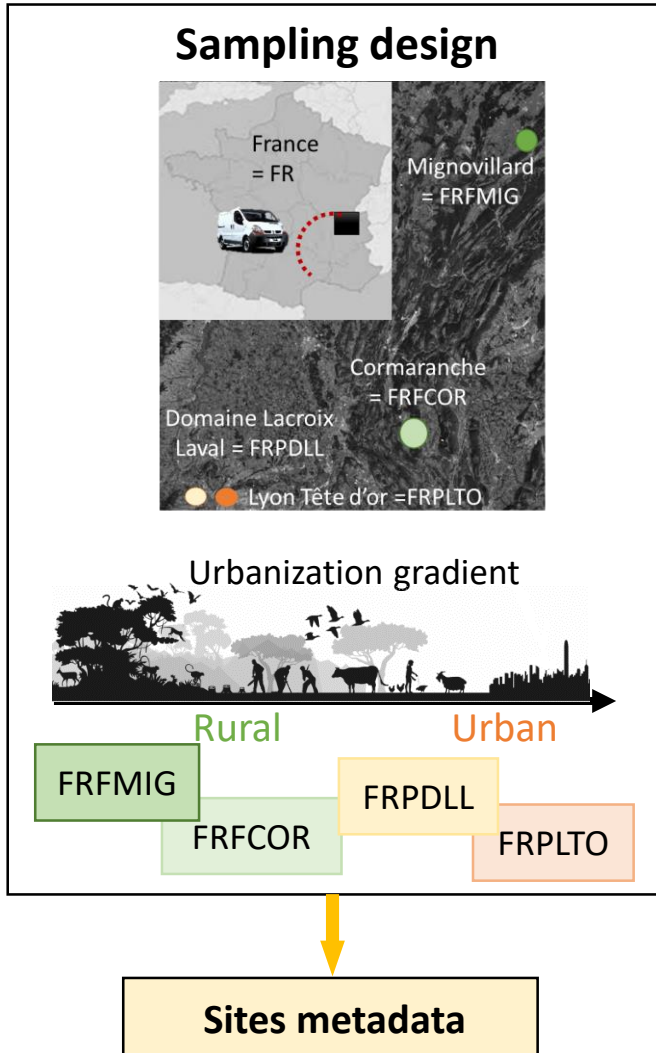 Sampling design
France
= FR
Mignovillard
= FRFMIG
Cormaranche
= FRFCOR
Domaine Lacroix
Laval = FRPDLL
Lyon Tête d'or =FRPLTO
Urbanization gradient
Rural
Urban
FRFMIG
FRFCOR
FRPDLL
FRPLTO
Sites metadata